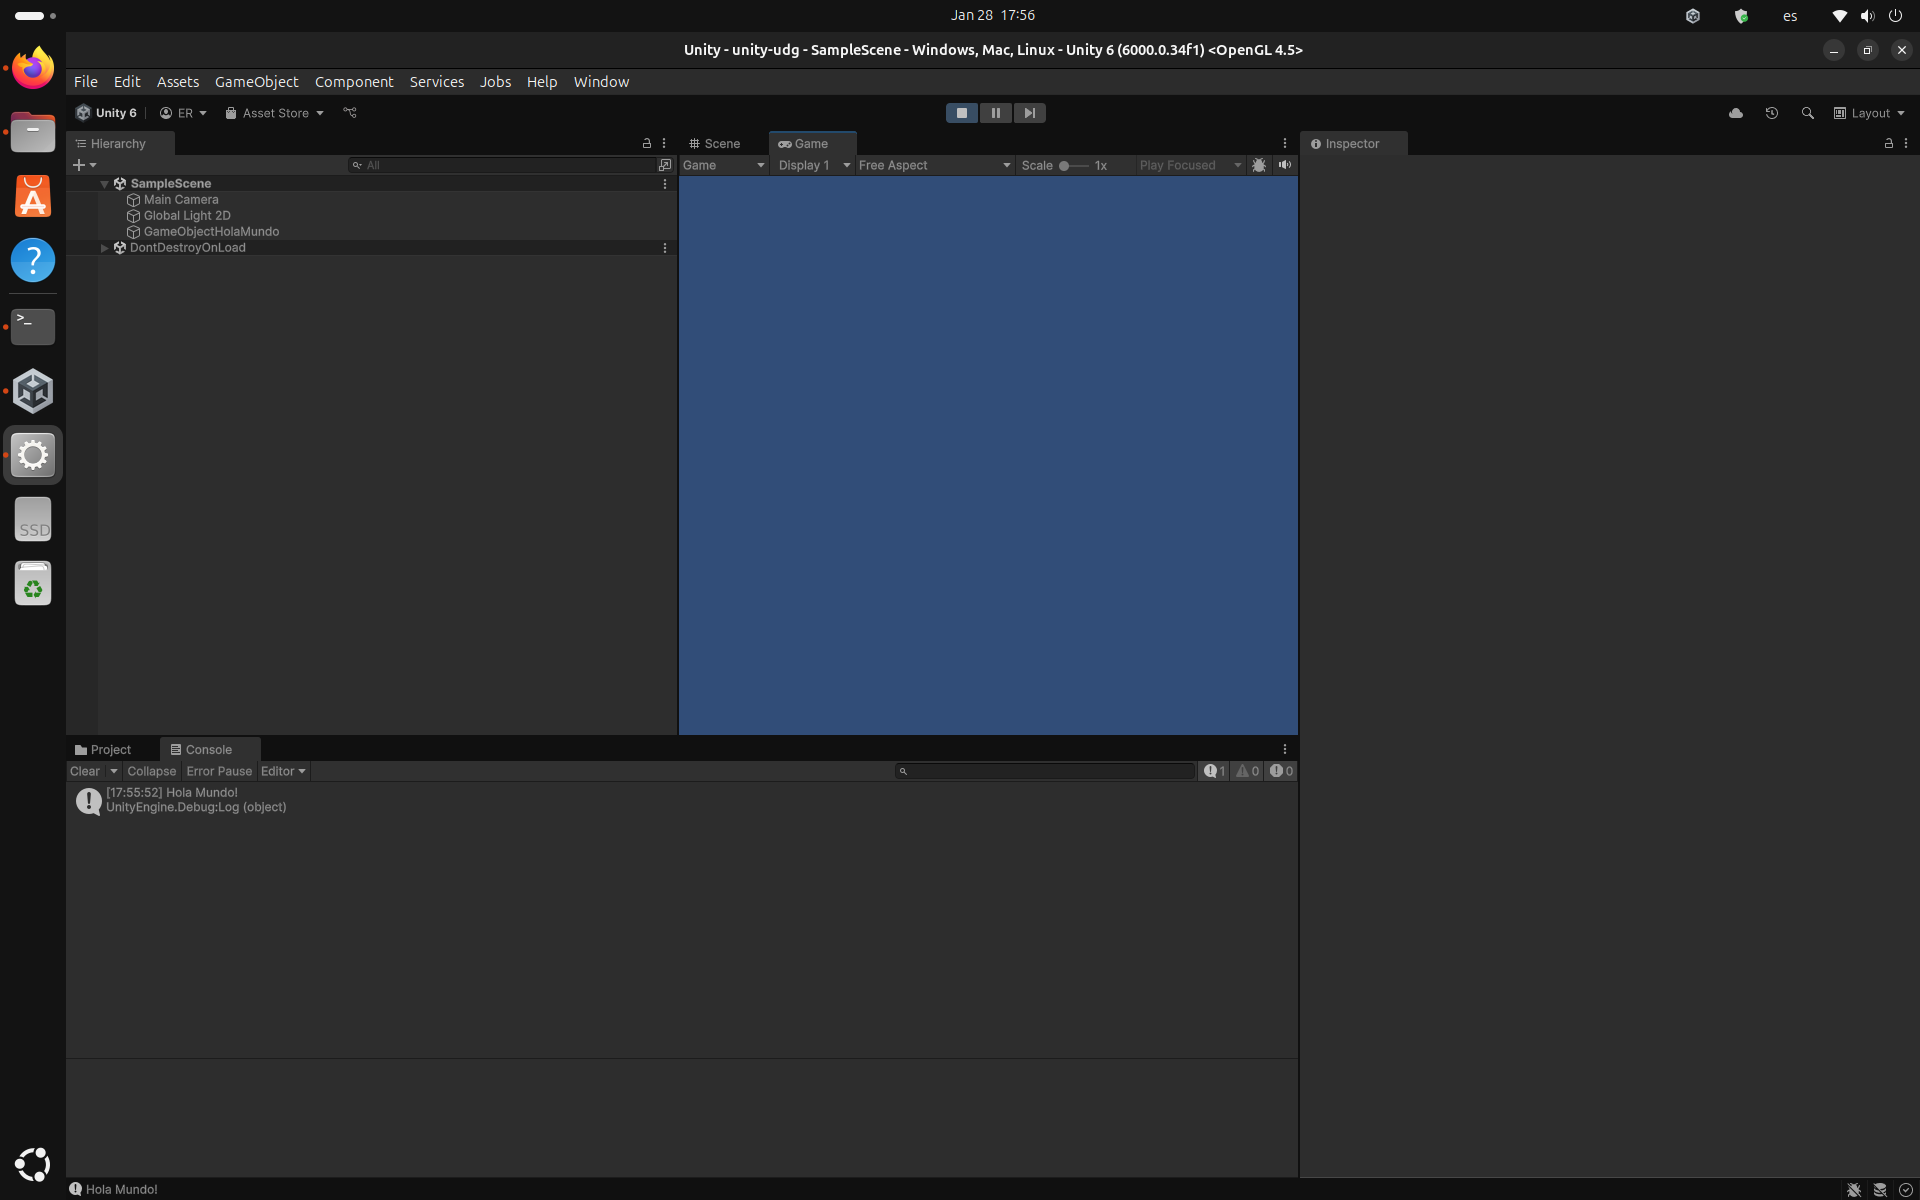 Jan 28 17:56
es
Unity - unity-udg - SampleScene - Windows, Mac, Linux - Unity 6 (6000.0.34f1) <OpenGL 4.5>
File Edit Assets GameObject Component Services Jobs Help Window
Unity 6 ER Asset Store Layout
Hierarchy
All
SampleScene
Main Camera
Global Light 2D
GameObjectHolaMundo
DontDestroyOnLoad
Scene Game
Game Display 1 Free Aspect Scale 1x Play Focused
Inspector
SSD
Project Console
Clear Collapse Error Pause Editor 1 0 0
[17:55:52] Hola Mundo!
UnityEngine.Debug:Log (object)
Hola Mundo!